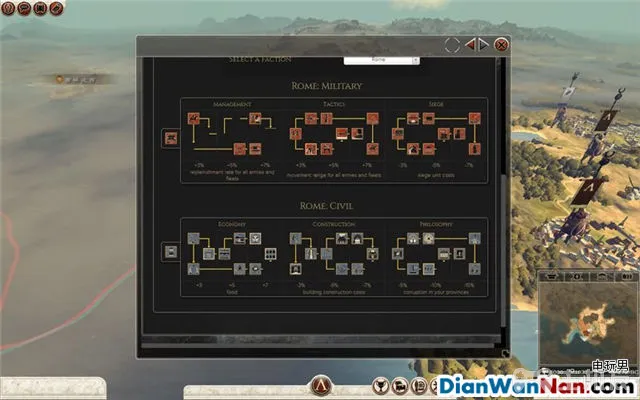 Select a faction
Rome
Rome: Military
Management
Tactics
Siege
+3% +5% +7%
+3% +5% +7%
-3% -5% -7%
replenishment rate for all armies and fleets
movement range for all armies and fleets
siege unit costs
Rome: Civil
Economy
Construction
Philosophy
+3 +5 +7
-3% -5% -7%
-5% -10% -15%
food
building construction costs
corruption in your provinces
电玩男
DianWanNan.com